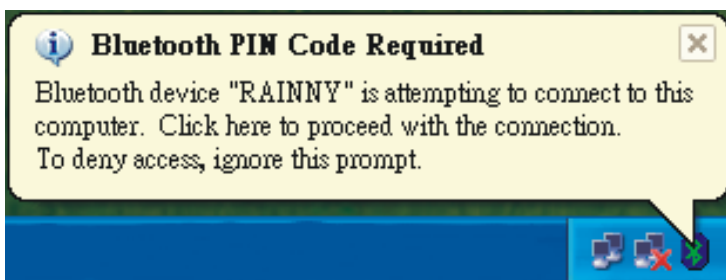 Bluetooth PIN Code Required
Bluetooth device "RAINNY" is attempting to connect to this
computer. Click here to proceed with the connection.
To deny access, ignore this prompt.